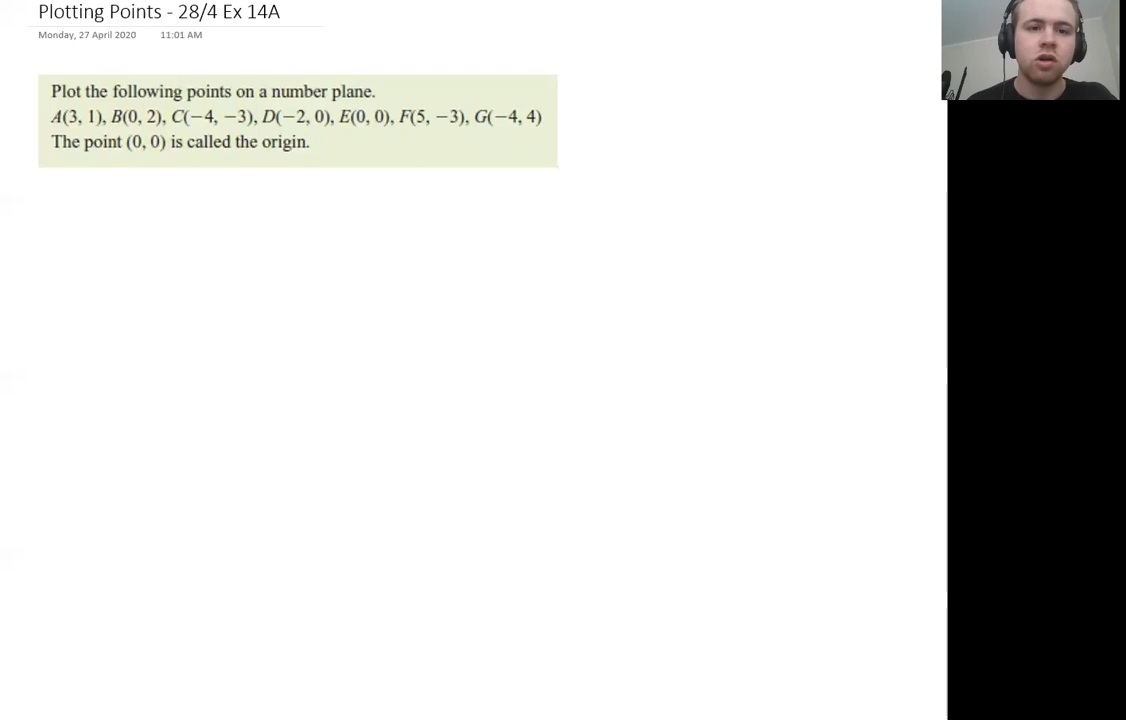 Plotting Points - 28/4 Ex 14A
Monday, 27 April 2020 11:01 AM
Plot the following points on a number plane.
A(3, 1), B(0, 2), C(−4, −3), D(−2, 0), E(0, 0), F(5, −3), G(−4, 4)
The point (0, 0) is called the origin.